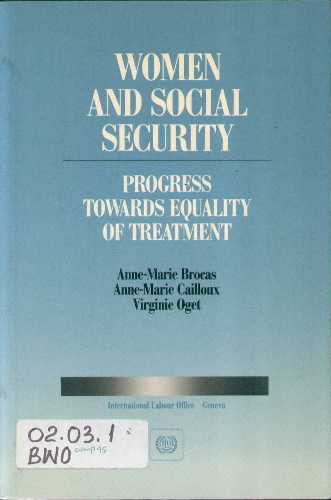 WOMEN
AND SOCIAL
SECURITY
PROGRESS
TOWARDS EQUALITY
OF TREATMENT
Anne-Marie Brocas
Anne-Marie Cailloux
Virginie Oget
International Labour Office Geneva
02.03.1
BWO